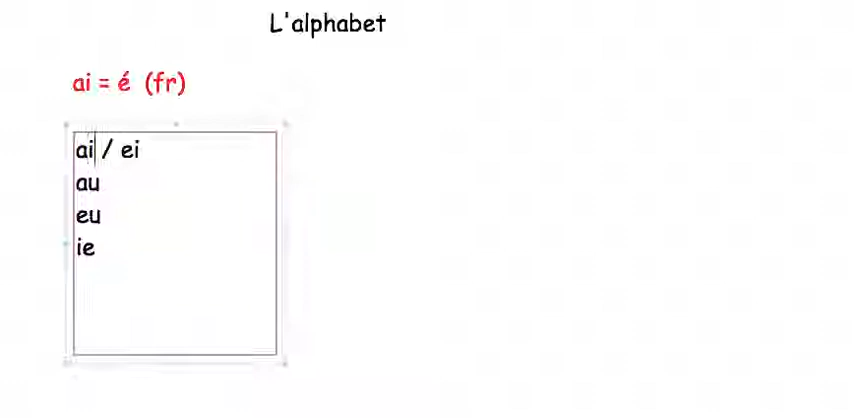 L'alphabet
ai = é (fr)
ai / ei
au
eu
ie